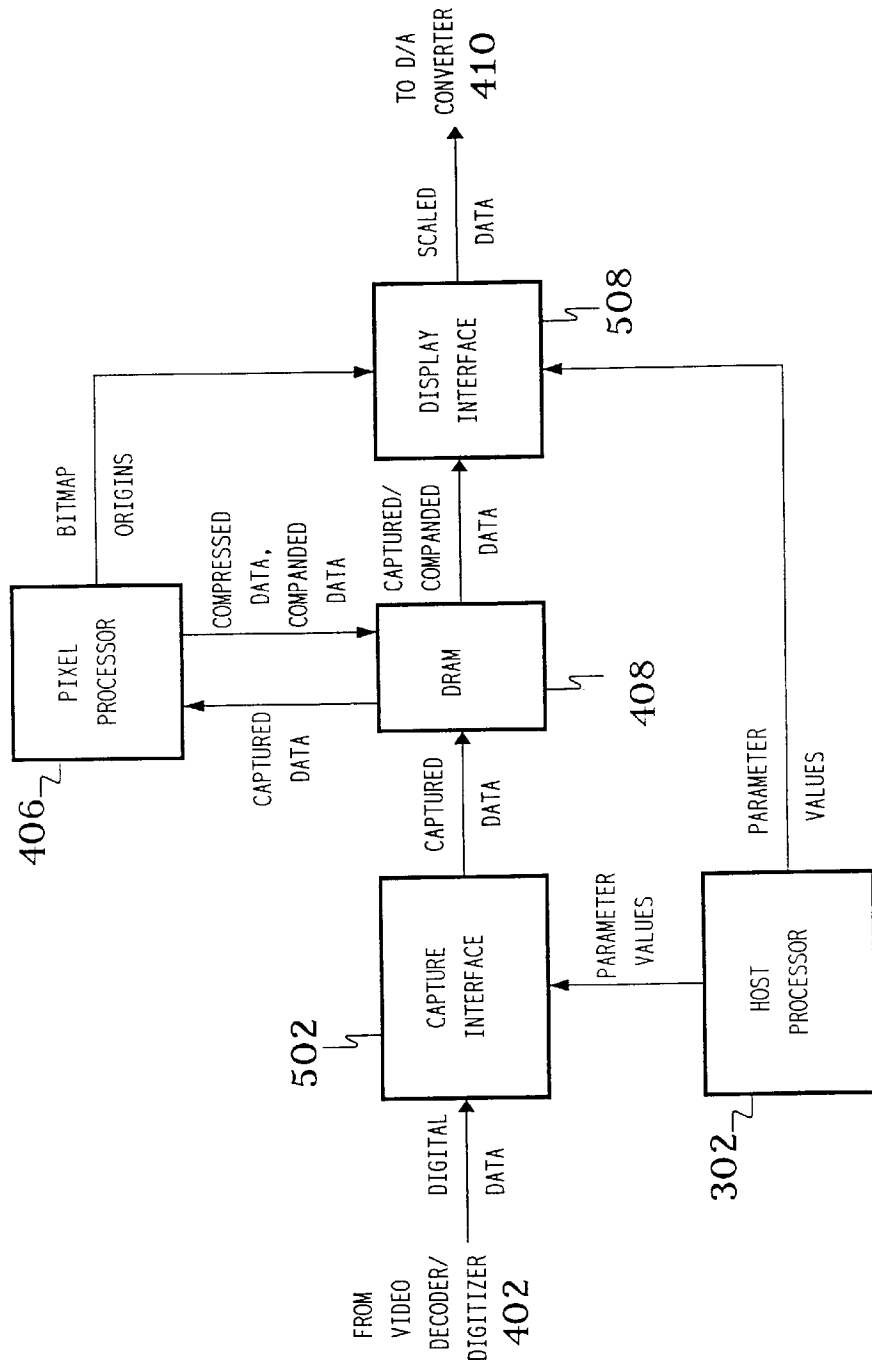 FROM
VIDEO
DECODER/
DIGITIZER
402
DIGITAL
DATA
502
CAPTURE
INTERFACE
302
HOST
PROCESSOR
PARAMETER
VALUES
CAPTURED
DATA
406
PIXEL
PROCESSOR
CAPTURED
DATA
COMPRESSED
DATA,
COMPANDED
DATA
DRAM
408
BITMAP
ORIGINS
CAPTURED/
COMPANDED
DATA
DISPLAY
INTERFACE
508
PARAMETER
VALUES
SCALED
DATA
TO D/A
CONVERTER
410